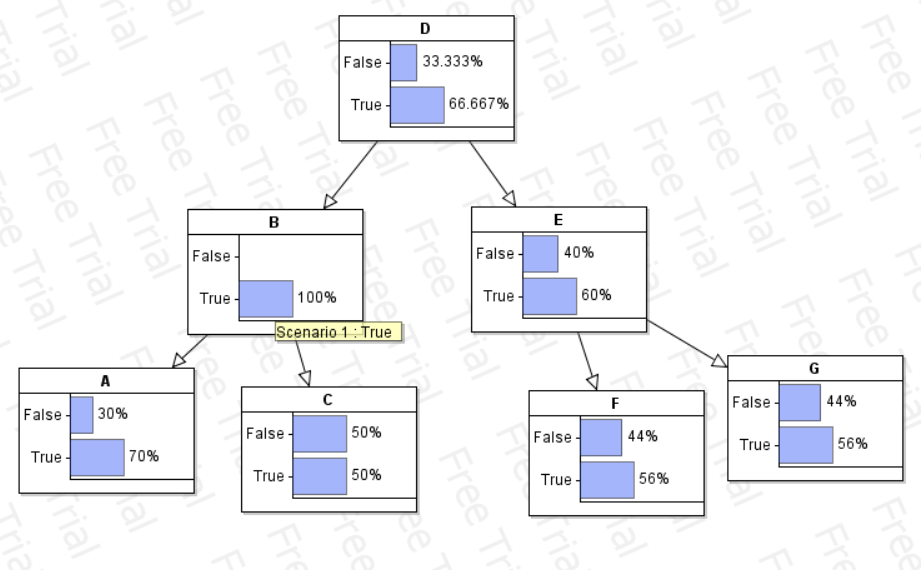 D
False
33.333%
True
66.667%
B
False
True
100%
Scenario 1 : True
E
False
40%
True
60%
A
False
30%
True
70%
C
False
50%
True
50%
F
False
44%
True
56%
G
False
44%
True
56%
Free Trial